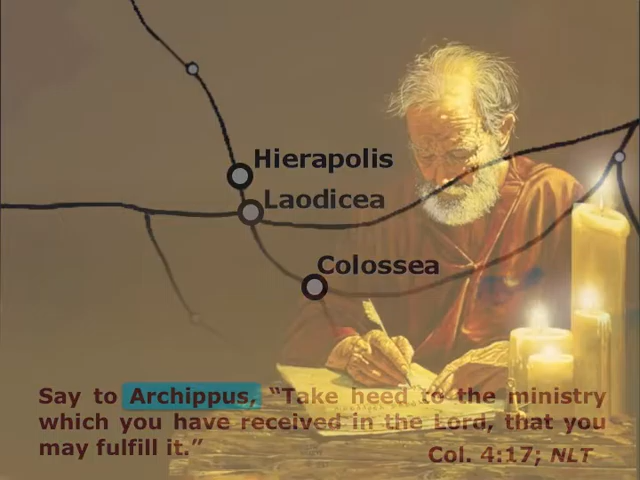 Hierapolis
Laodicea
Colossea
Say to Archippus, “Take heed to the ministry
which you have received in the Lord, that you
may fulfill it.”
Col. 4:17; NLT